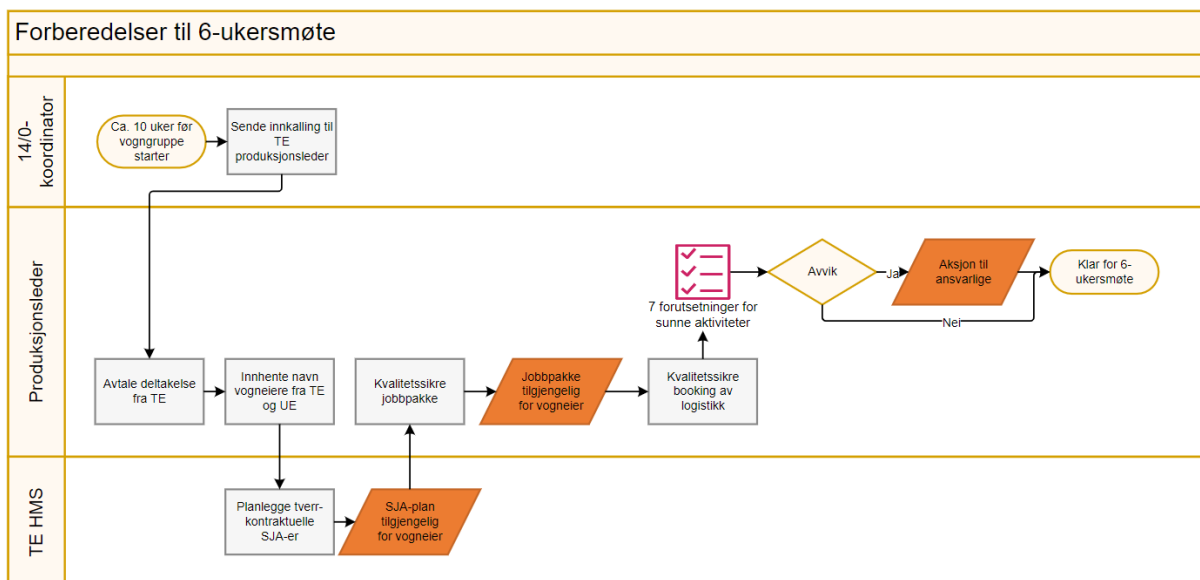 Forberedelser til 6-ukersmøte
14/0-
koordinator
Ca. 10 uker før
vogngruppe
starter
Sende innkalling til
TE
produksjonsleder
Produksjonsleder
7 forutsetninger for
sunne aktiviteter
Avvik
Ja
Nei
Aksjon til
ansvarlige
Klar for 6-
ukersmøte
Avtale deltakelse
fra TE
Innhente navn
vogneiere fra TE
og UE
Kvalitetssikre
jobbpakke
Jobbpakke
tilgjengelig
for vogneier
Kvalitetssikre
booking av
logistikk
TE HMS
Planlegge tverr-
kontraktuelle
SJA-er
SJA-plan
tilgjengelig
for vogneier